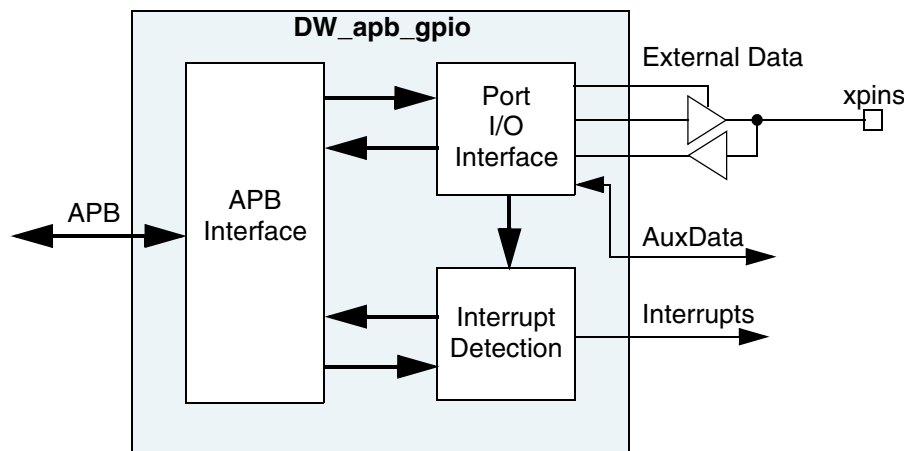 DW_apb_gpio
External Data
xpins
Port
I/O
Interface
APB
APB
Interface
AuxData
Interrupt
Detection
Interrupts